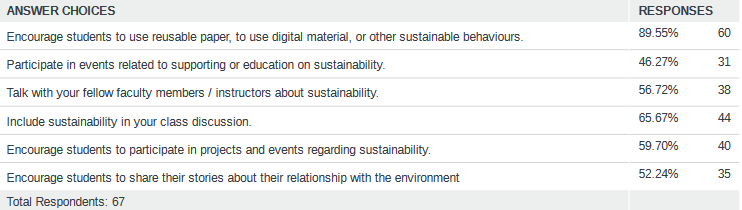 ANSWER CHOICES RESPONSES
Encourage students to use reusable paper, to use digital material, or other sustainable behaviours. 89.55% 60
Participate in events related to supporting or education on sustainability. 46.27% 31
Talk with your fellow faculty members / instructors about sustainability. 56.72% 38
Include sustainability in your class discussion. 65.67% 44
Encourage students to participate in projects and events regarding sustainability. 59.70% 40
Encourage students to share their stories about their relationship with the environment 52.24% 35
Total Respondents: 67